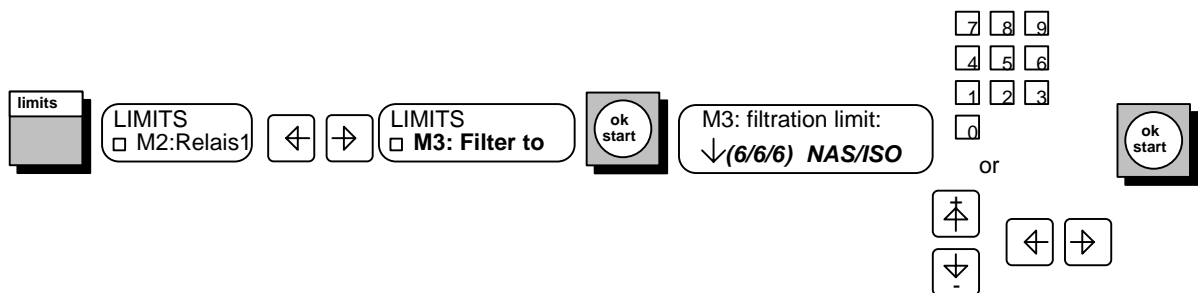 7 8 9
4 5 6
1 2 3
0
limits
LIMITS
□ M2:Relais1
LIMITS
□ M3: Filter to
ok
start
M3: filtration limit:
↓(6/6/6) NAS/ISO
or
+
-
ok
start